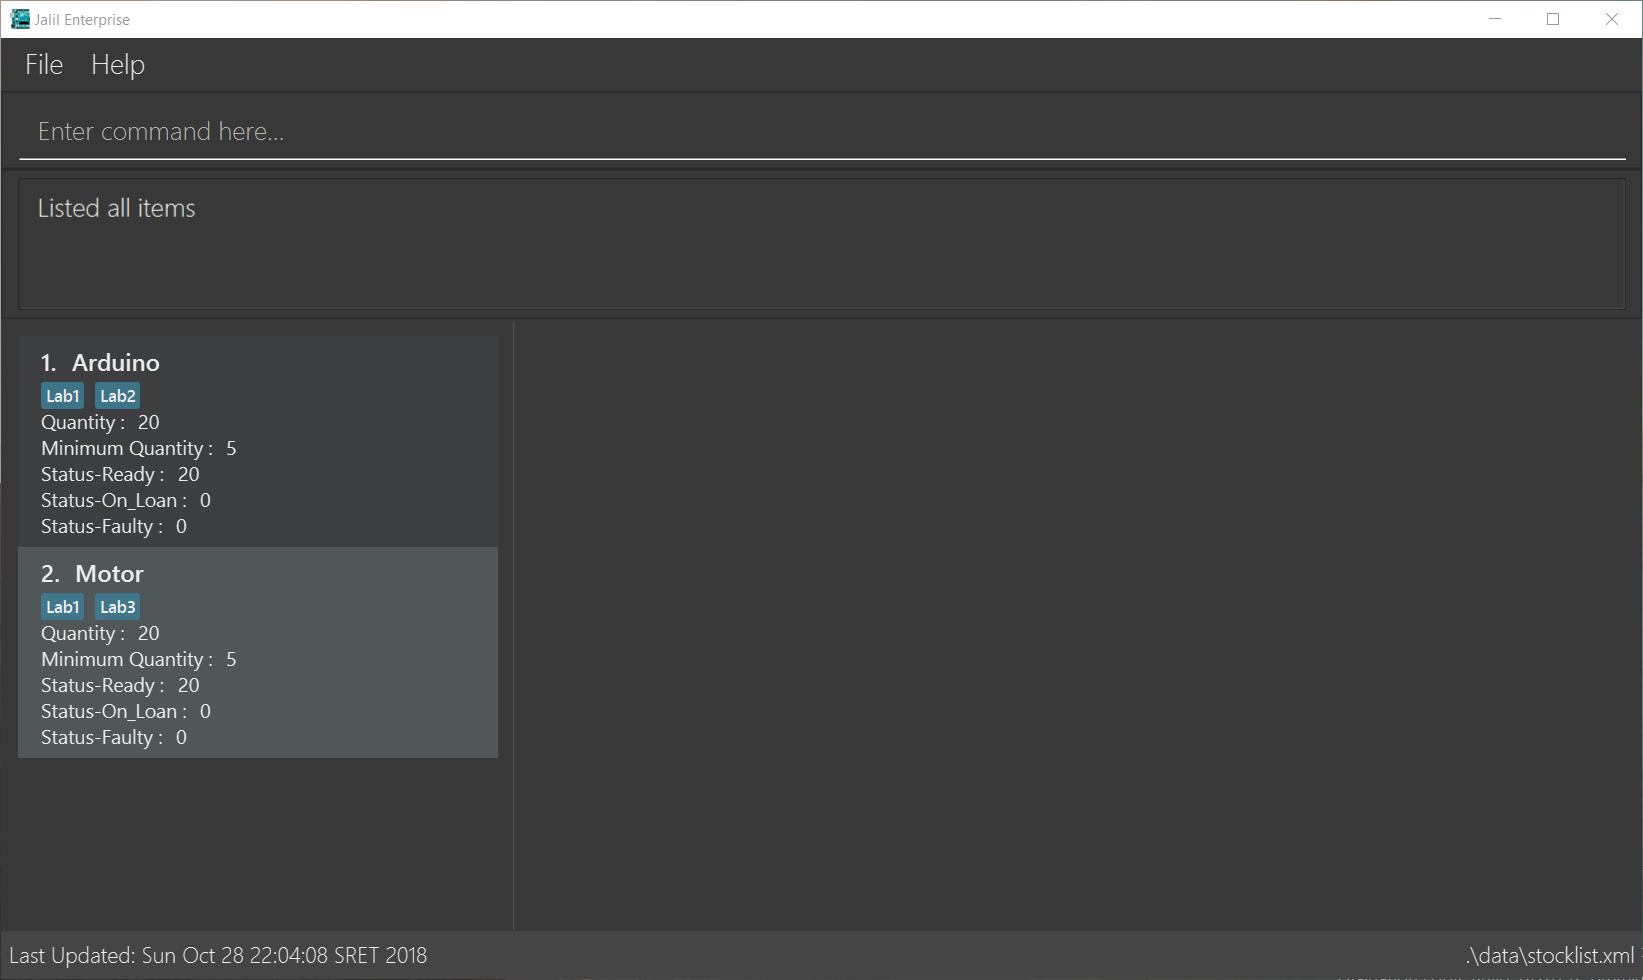 Jalil Enterprise
File Help
Enter command here...
Listed all items
1. Arduino
Lab1 Lab2
Quantity : 20
Minimum Quantity : 5
Status-Ready : 20
Status-On_Loan : 0
Status-Faulty : 0
2. Motor
Lab1 Lab3
Quantity : 20
Minimum Quantity : 5
Status-Ready : 20
Status-On_Loan : 0
Status-Faulty : 0
Last Updated: Sun Oct 28 22:04:08 SRET 2018 .\data\stocklist.xml